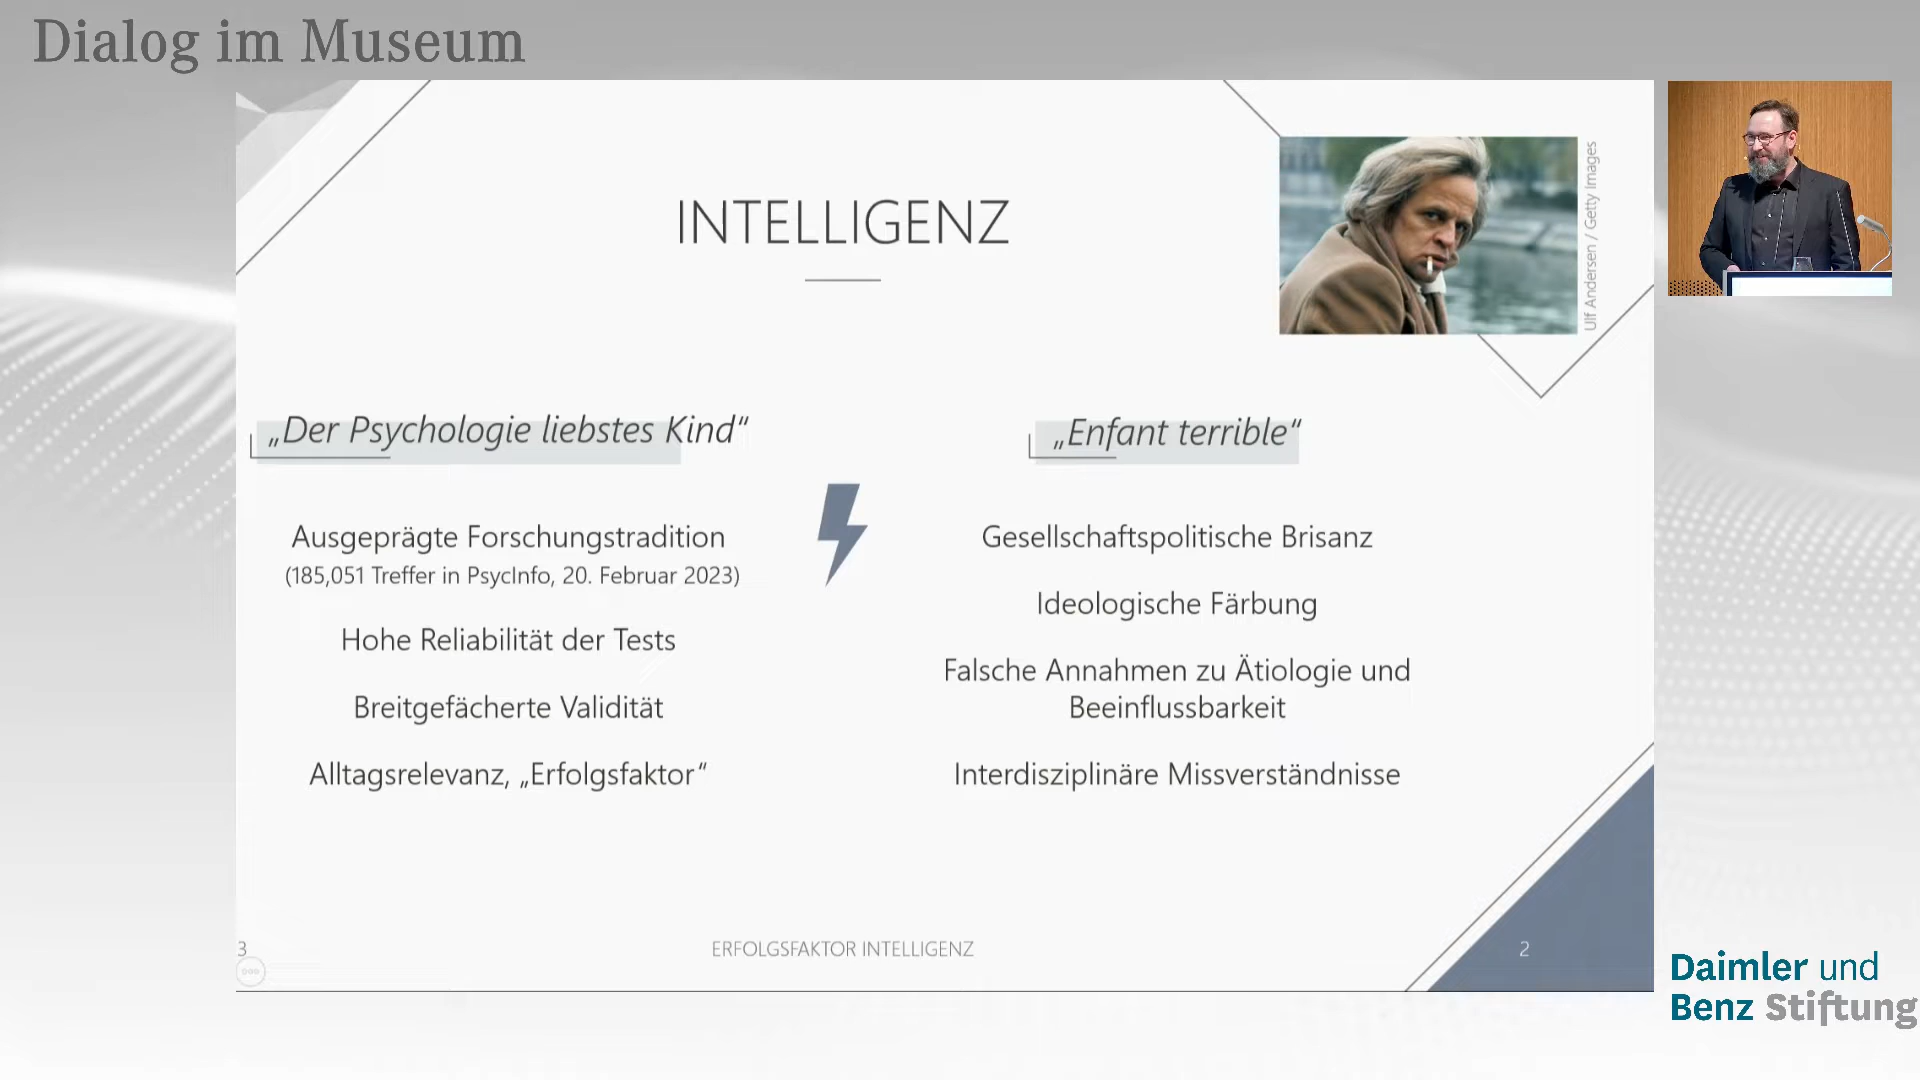 Dialog im Museum
INTELLIGENZ
Ulf Andersen / Getty Images
„Der Psychologie liebstes Kind“
Ausgeprägte Forschungstradition
(185,051 Treffer in PsycInfo, 20. Februar 2023)
Hohe Reliabilität der Tests
Breitgefächerte Validität
Alltagsrelevanz, „Erfolgsfaktor“
„Enfant terrible“
Gesellschaftspolitische Brisanz
Ideologische Färbung
Falsche Annahmen zu Ätiologie und
Beeinflussbarkeit
Interdisziplinäre Missverständnisse
3
ERFOLGSFAKTOR INTELLIGENZ
2
Daimler und
Benz Stiftung